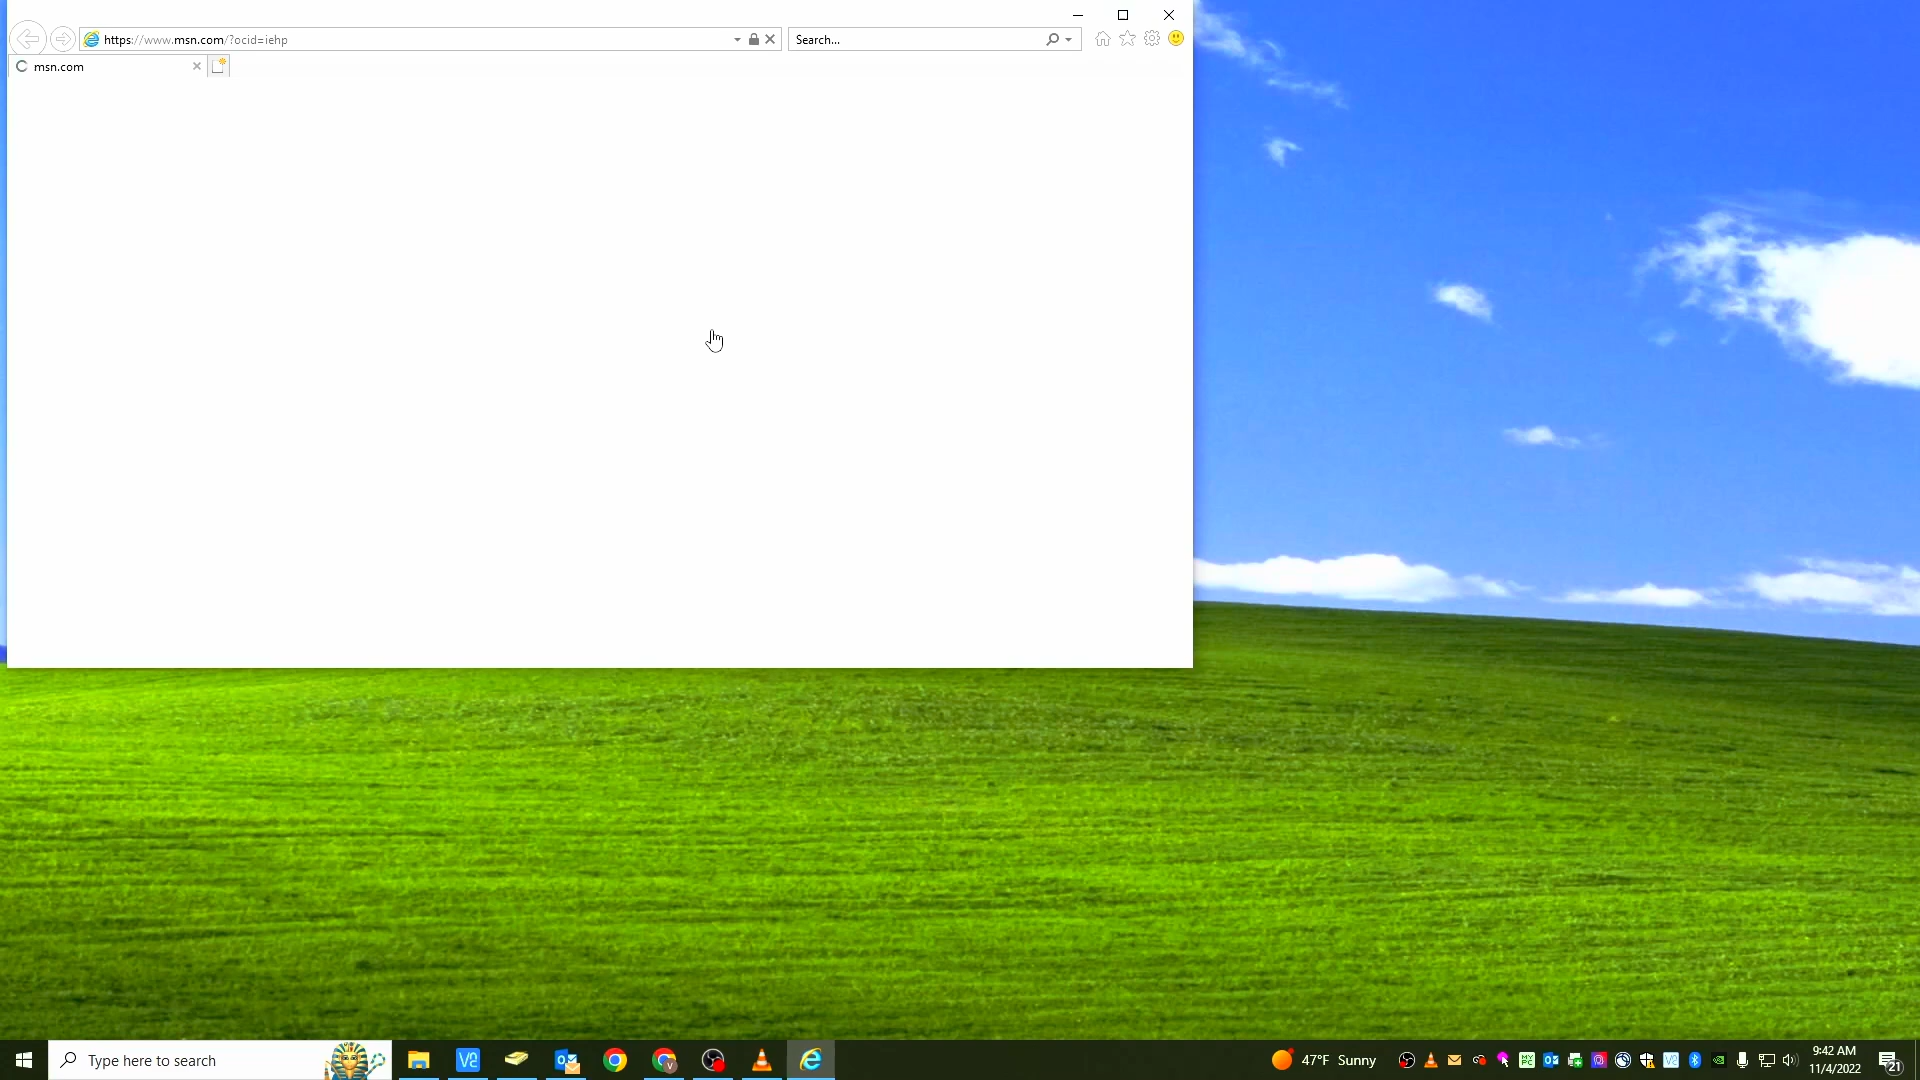 https://www.msn.com/?ocid=iehp
Search...
msn.com
Type here to search
47°F Sunny
9:42 AM
11/4/2022
21